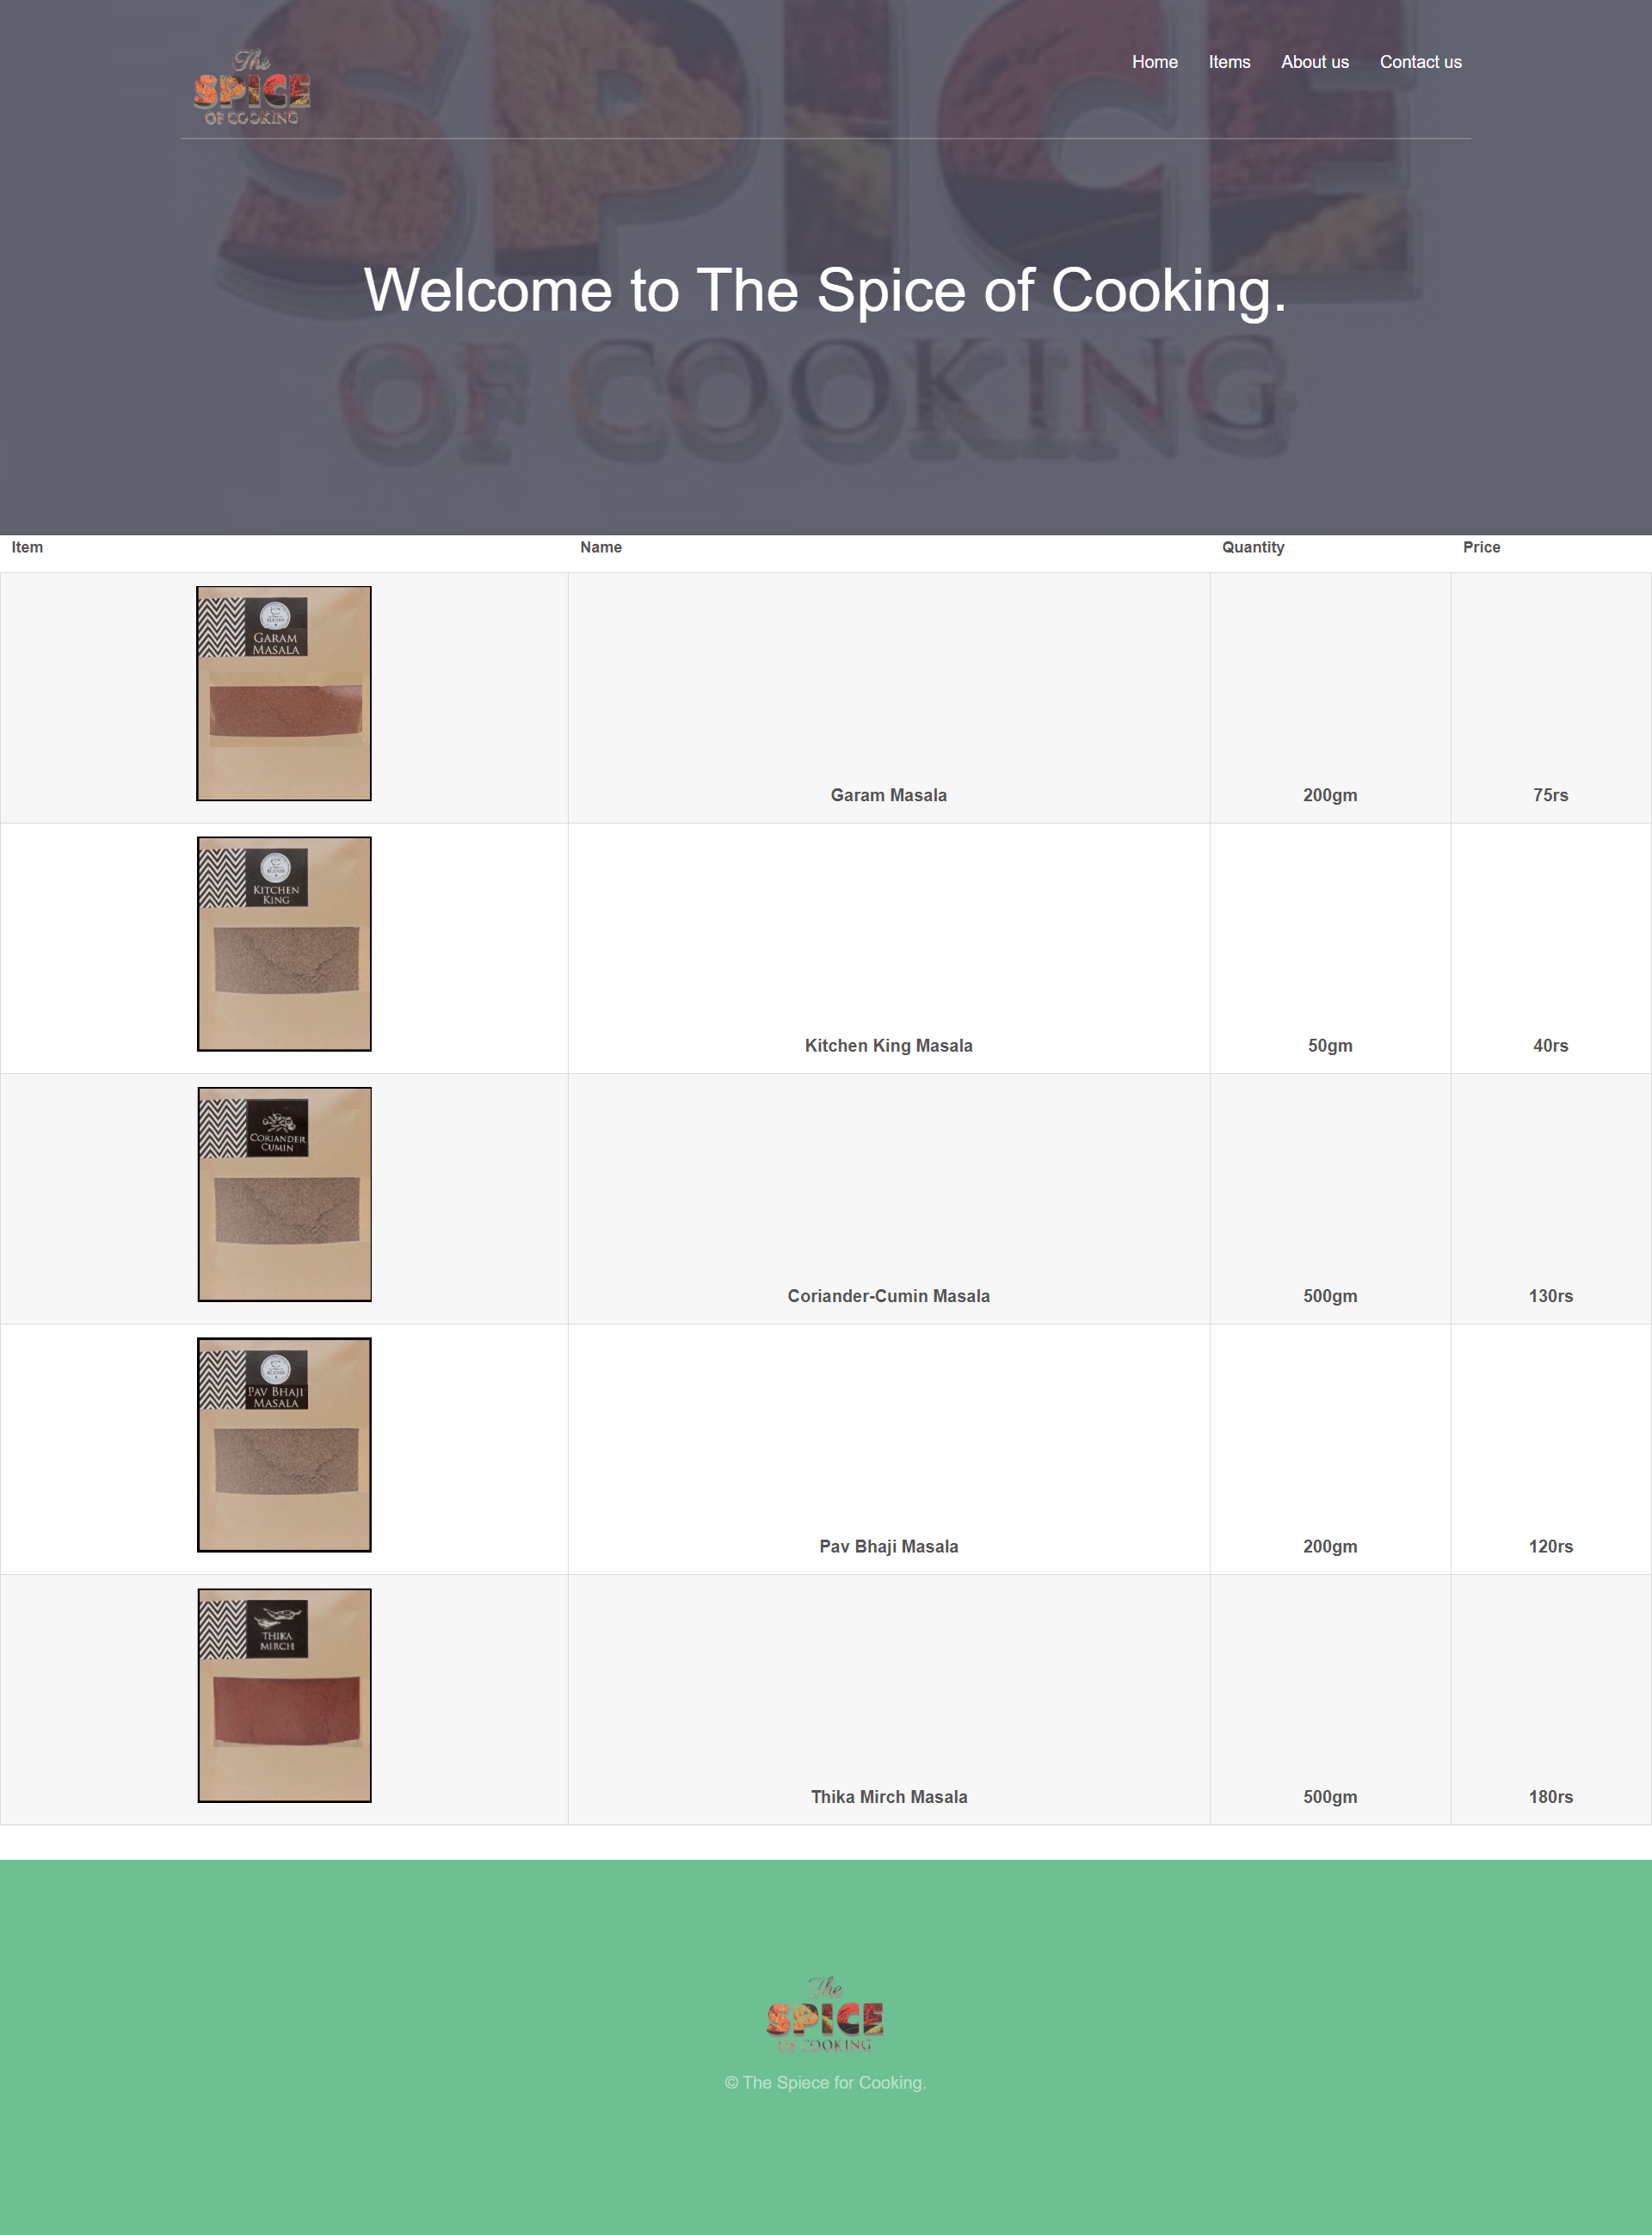 The
SPICE
OF COOKING
Home Items About us Contact us
SPICE
Welcome to The Spice of Cooking.
OF COOKING
Item Name Quantity Price
GARAM
MASALA
Garam Masala 200gm 75rs
KITCHEN
KING
Kitchen King Masala 50gm 40rs
CORIANDER
CUMIN
Coriander-Cumin Masala 500gm 130rs
PAV BHAJI
MASALA
Pav Bhaji Masala 200gm 120rs
THIKA
MIRCH
Thika Mirch Masala 500gm 180rs
The
SPICE
OF COOKING
© The Spiece for Cooking.